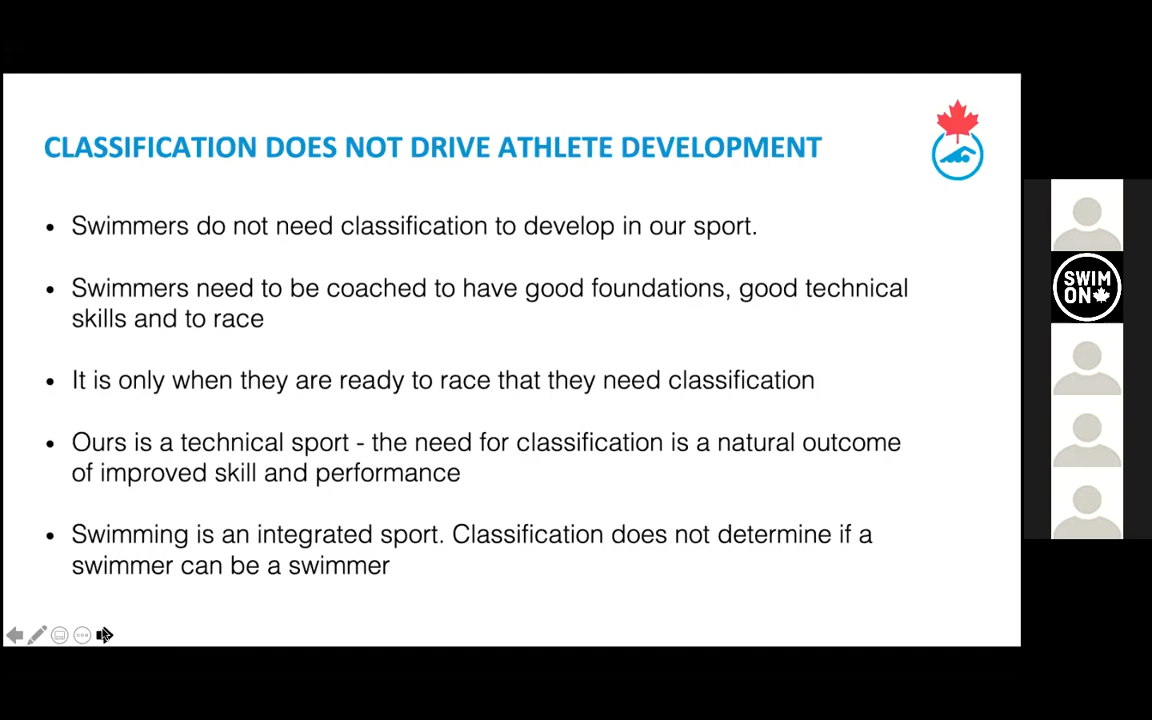 CLASSIFICATION DOES NOT DRIVE ATHLETE DEVELOPMENT
• Swimmers do not need classification to develop in our sport.
• Swimmers need to be coached to have good foundations, good technical
skills and to race
• It is only when they are ready to race that they need classification
• Ours is a technical sport - the need for classification is a natural outcome
of improved skill and performance
• Swimming is an integrated sport. Classification does not determine if a
swimmer can be a swimmer
SWIM
ON